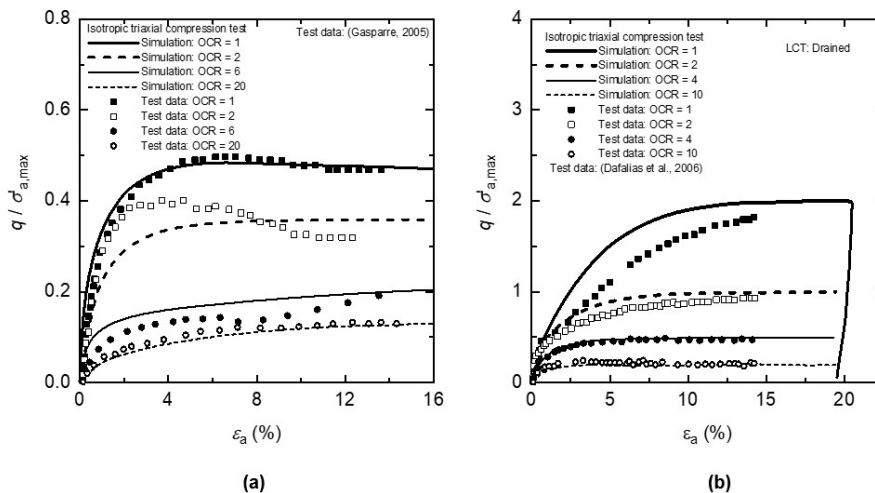 Isotropic triaxial compression test
Simulation: OCR = 1
Simulation: OCR = 2
Simulation: OCR = 6
Simulation: OCR = 20
Test data: OCR = 1
Test data: OCR = 2
Test data: OCR = 6
Test data: OCR = 20
Test data: (Gasparre, 2005)
0.8
0.6
0.4
0.2
0.0
q / σ'a,max
0 4 8 12 16
εa (%)
(a)
Isotropic triaxial compression test
Simulation: OCR = 1
Simulation: OCR = 2
Simulation: OCR = 4
Simulation: OCR = 10
Test data: OCR = 1
Test data: OCR = 2
Test data: OCR = 4
Test data: OCR = 10
Test data: (Dafalias et al., 2006)
LCT: Drained
4
3
2
1
0
q / σ'a,max
0 5 10 15 20
εa (%)
(b)